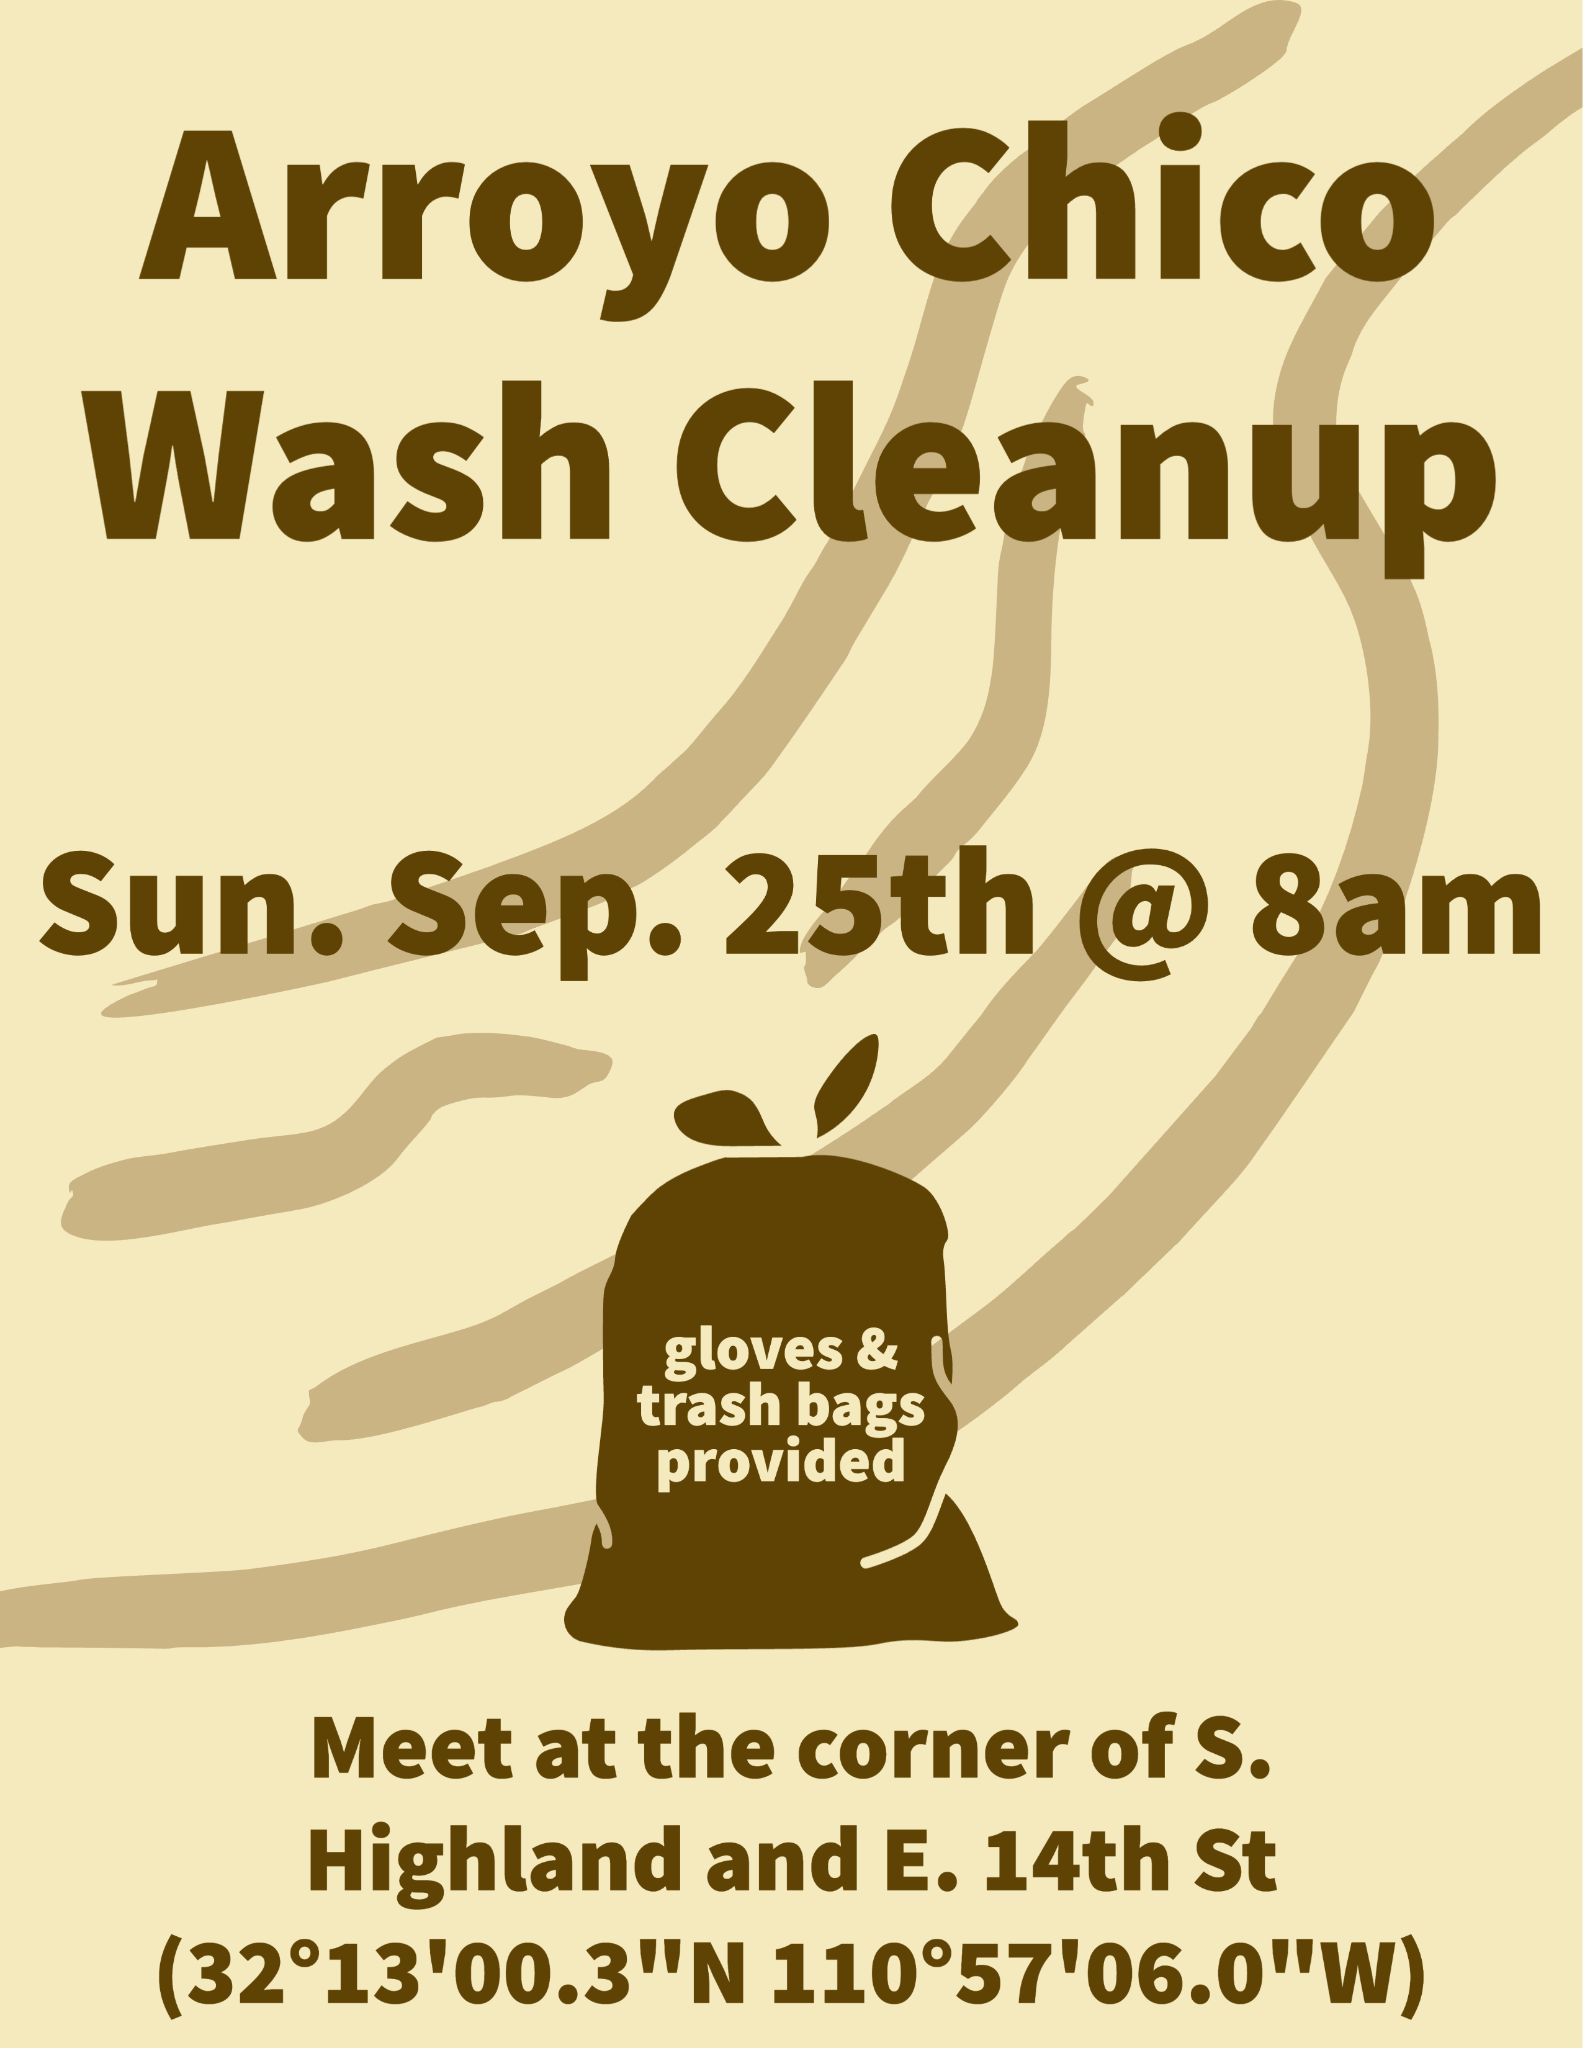 Arroyo Chico
Wash Cleanup
Sun. Sep. 25th @ 8am
gloves &
trash bags
provided
Meet at the corner of S.
Highland and E. 14th St
(32°13'00.3"N 110°57'06.0"W)